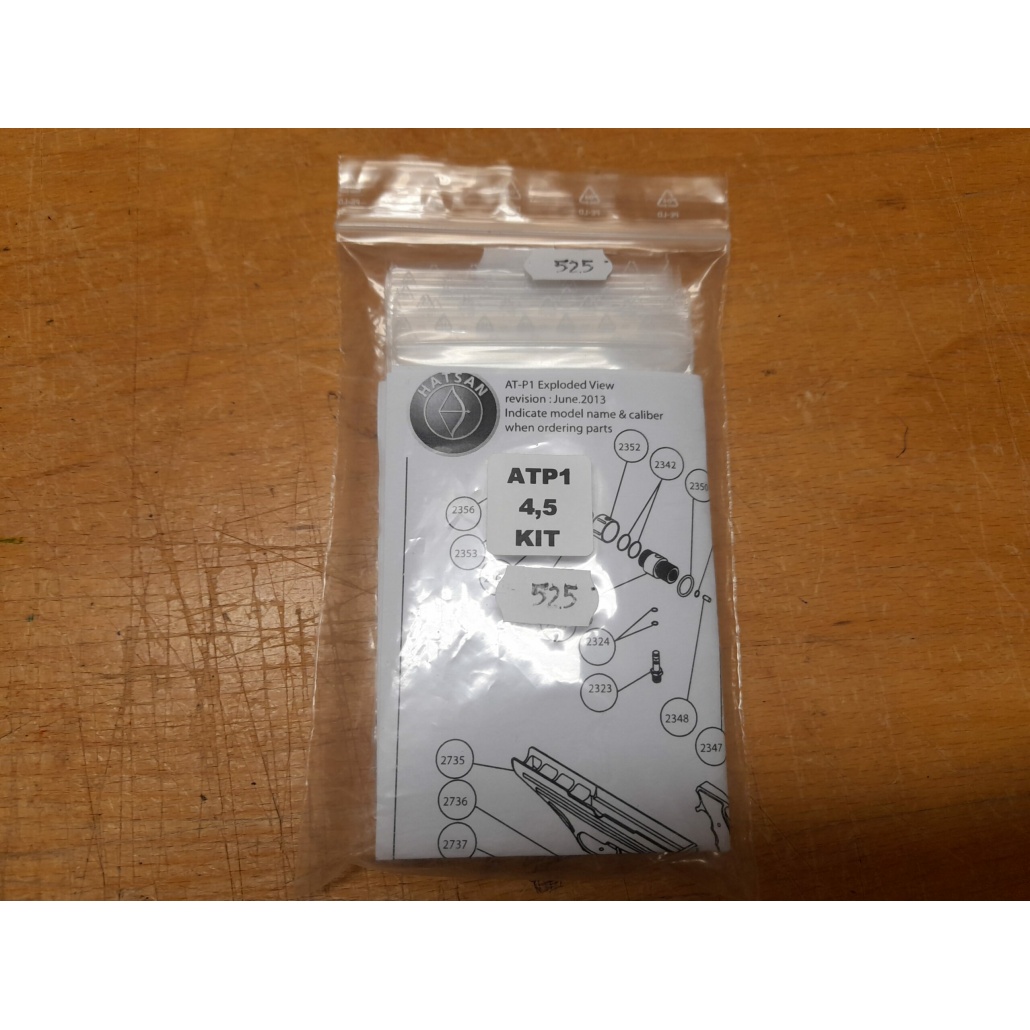 525
HATSAN
AT-P1 Exploded View
revision : June.2013
Indicate model name & caliber
when ordering parts
2352
2342
ATP1
4,5
KIT
2356
2353
525
2324
2323
2348
2347
2735
2736
2737